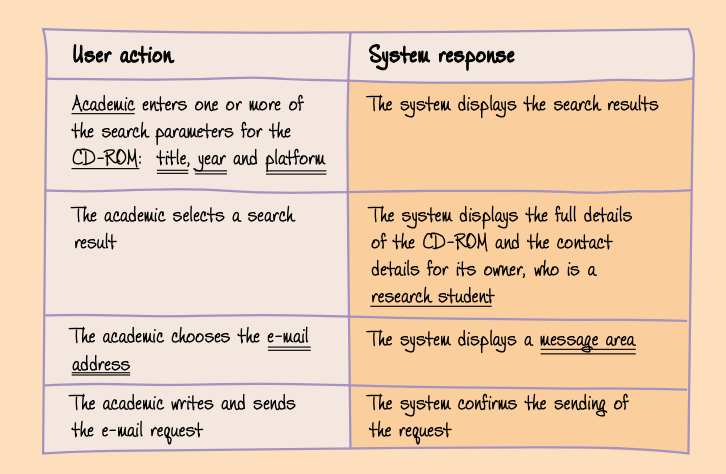 User action
System response
Academic enters one or more of
the search parameters for the
CD-ROM: title, year and platform
The system displays the search results
The academic selects a search
result
The system displays the full details
of the CD-ROM and the contact
details for its owner, who is a
research student
The academic chooses the e-mail
address
The system displays a message area
The academic writes and sends
the e-mail request
The system confirms the sending of
the request